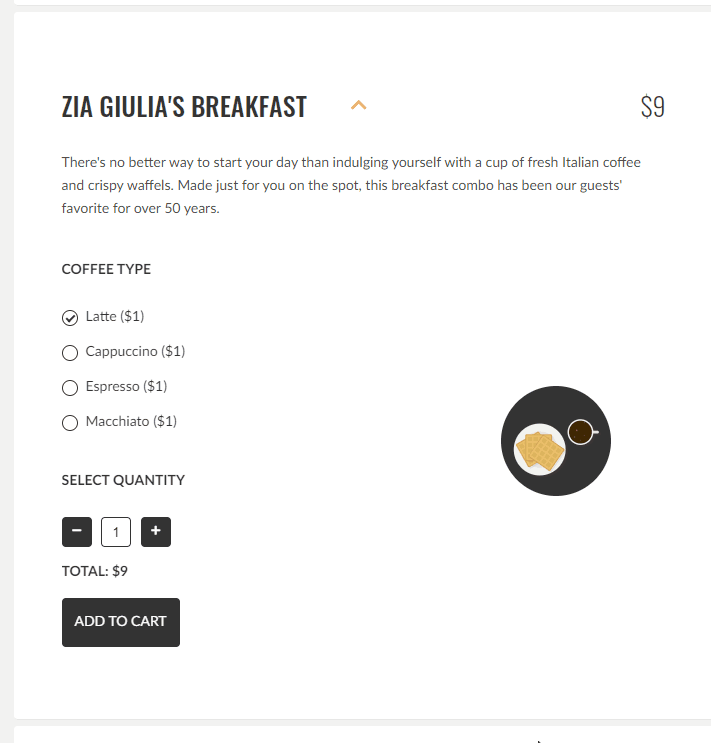 ZIA GIULIA'S BREAKFAST
$9
There's no better way to start your day than indulging yourself with a cup of fresh Italian coffee
and crispy waffels. Made just for you on the spot, this breakfast combo has been our guests'
favorite for over 50 years.
COFFEE TYPE
Latte ($1)
Cappuccino ($1)
Espresso ($1)
Macchiato ($1)
SELECT QUANTITY
− 1 +
TOTAL: $9
ADD TO CART